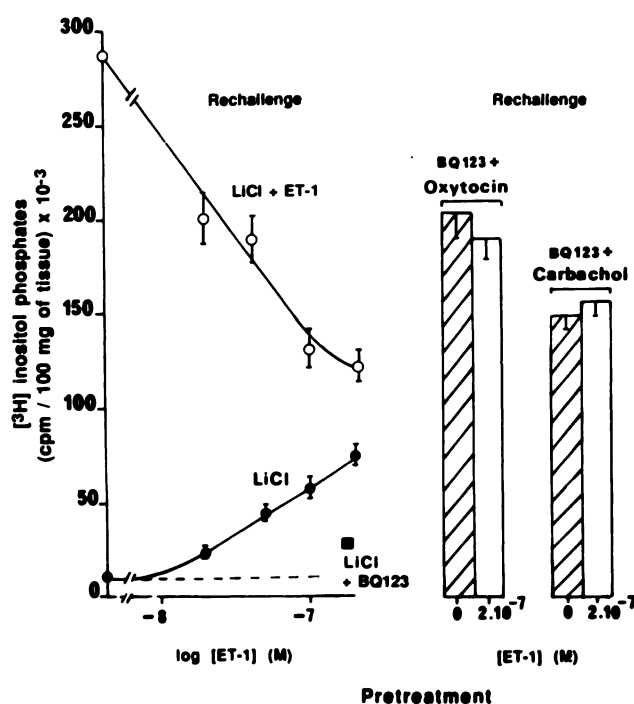 300
250
200
150
100
50
0
[³H] inositol phosphates
(cpm / 100 mg of tissue) x 10⁻³
Rechallenge
LiCl + ET-1
LiCl
LiCl
+ BQ123
-8
-7
log [ET-1] (M)
Rechallenge
BQ123+
Oxytocin
BQ123+
Carbachol
0 2.10⁻⁷ 0 2.10⁻⁷
[ET-1] (M)
Pretreatment